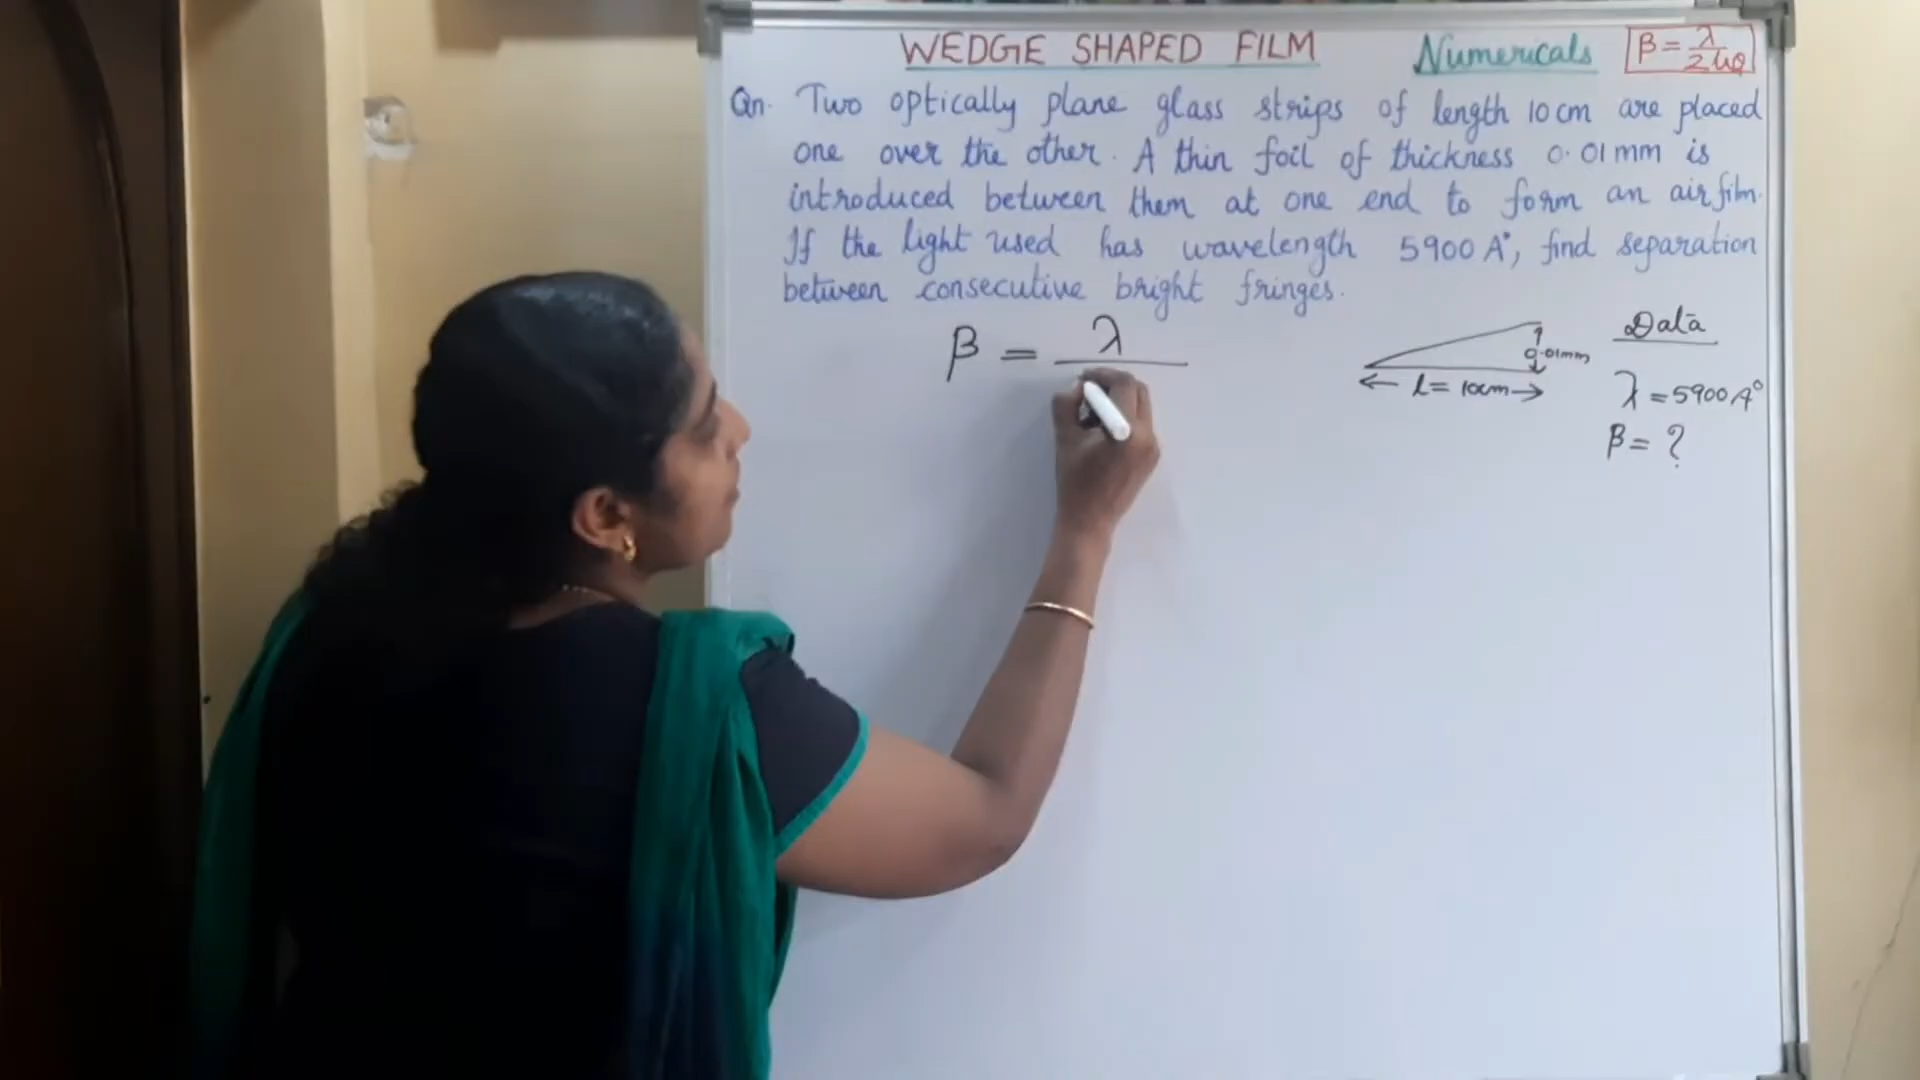 WEDGE SHAPED FILM Numericals β = λ/2μθ
Qn. Two optically plane glass strips of length 10 cm are placed
one over the other. A thin foil of thickness 0.01 mm is
introduced between them at one end to form an air film.
If the light used has wavelength 5900 A°, find separation
between consecutive bright fringes.
β = λ
0.01mm
l = 10cm
Data
λ = 5900 A°
β = ?